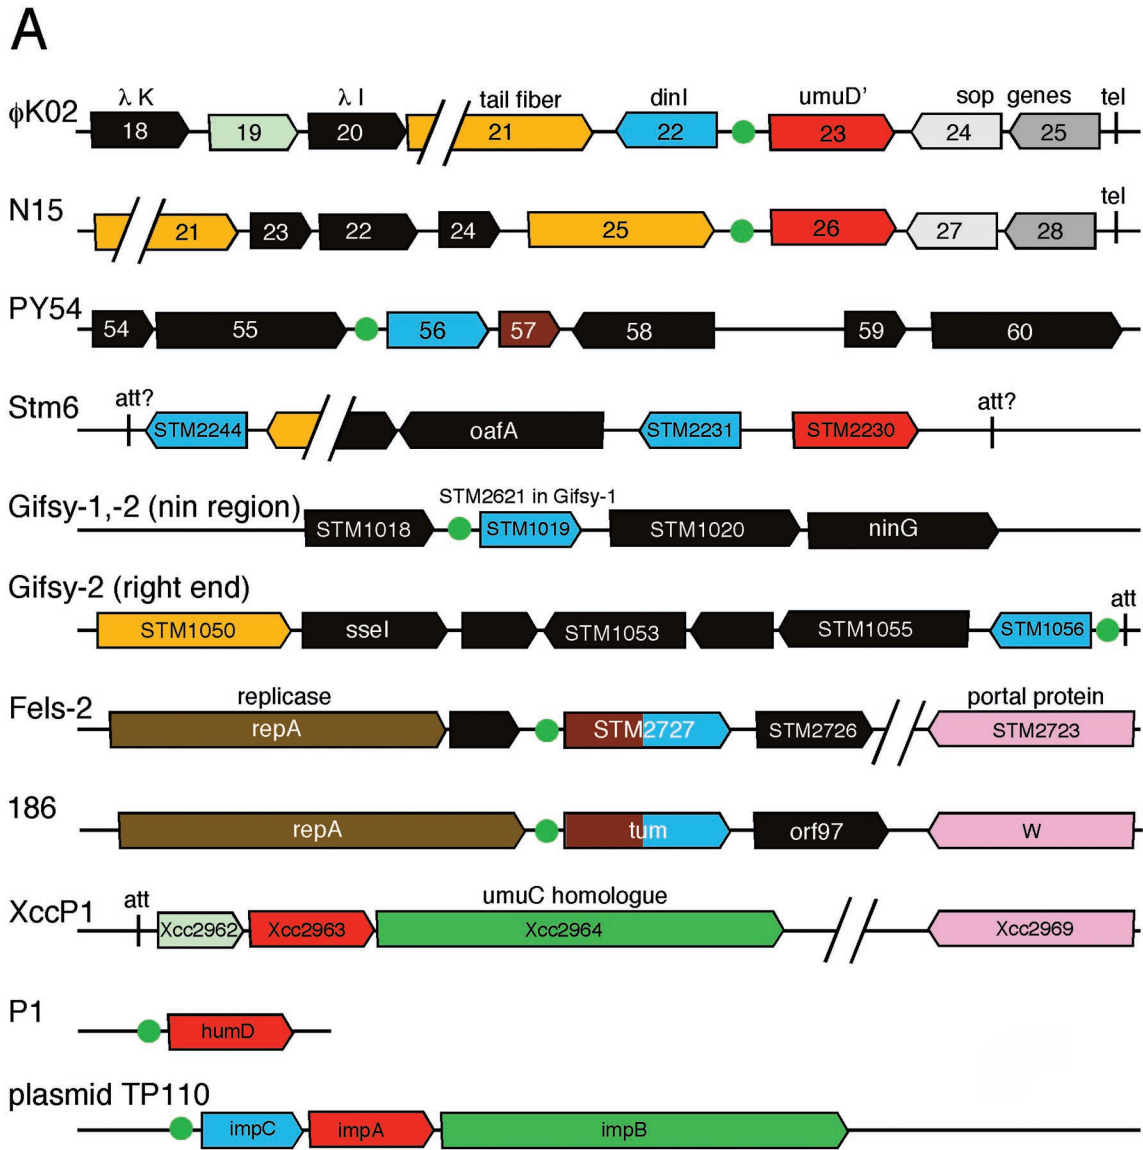 A
λ K λ I tail fiber dinI umuD’ sop genes tel
ϕK02
18 19 20 21 22 23 24 25
N15 tel
21 23 22 24 25 26 27 28
PY54
54 55 56 57 58 59 60
Stm6 att? att?
STM2244 oafA STM2231 STM2230
STM2621 in Gifsy-1
Gifsy-1,-2 (nin region)
STM1018 STM1019 STM1020 ninG
Gifsy-2 (right end) att
STM1050 sseI STM1053 STM1055 STM1056
Fels-2 replicase portal protein
repA STM2727 STM2726 STM2723
186
repA tum orf97 W
XccP1 att umuC homologue
Xcc2962 Xcc2963 Xcc2964 Xcc2969
P1
humD
plasmid TP110
impC impA impB